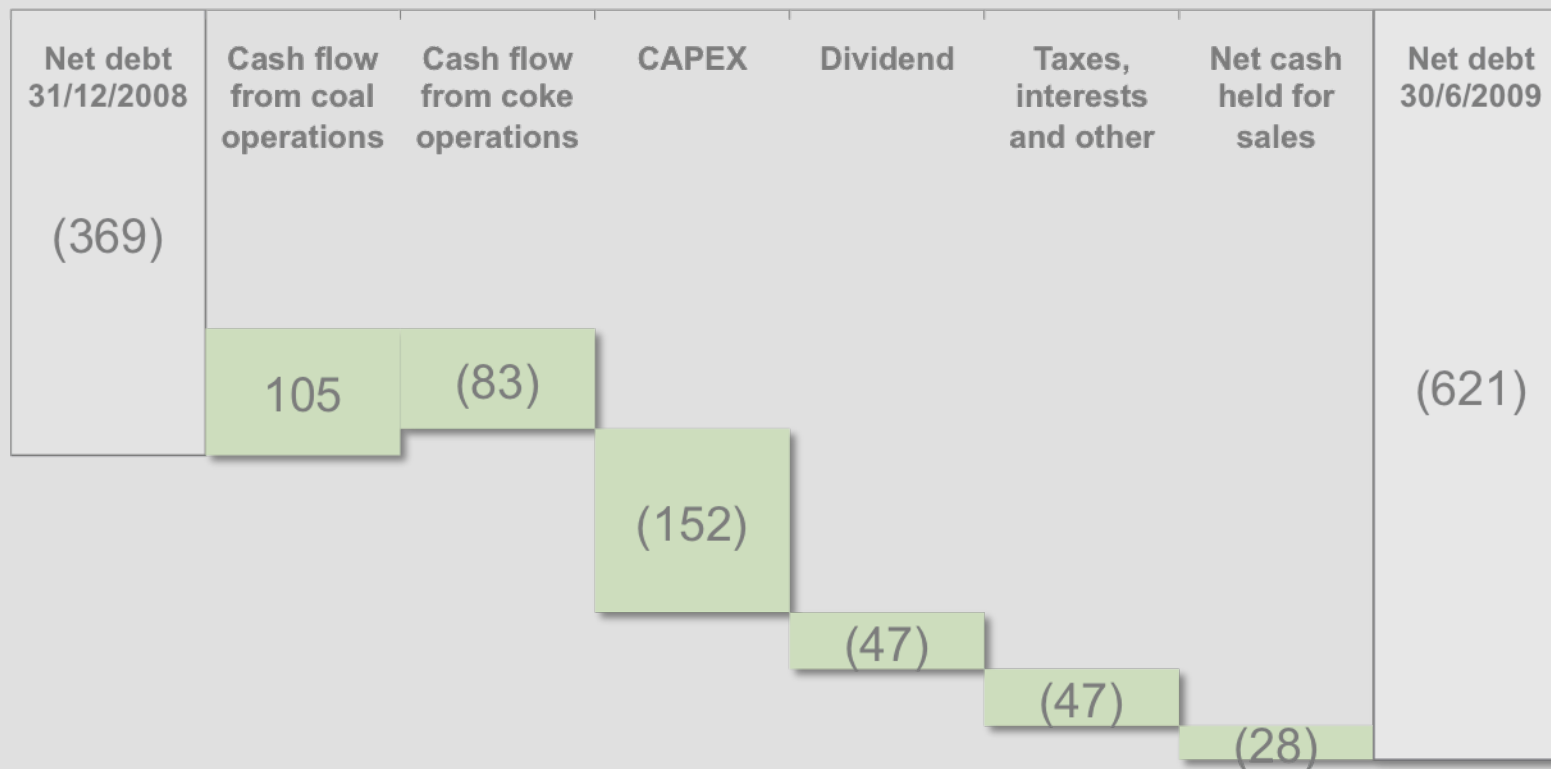 Net debt
31/12/2008
Cash flow
from coal
operations
Cash flow
from coke
operations
CAPEX
Dividend
Taxes,
interests
and other
Net cash
held for
sales
Net debt
30/6/2009
(369)
105
(83)
(152)
(47)
(47)
(28)
(621)